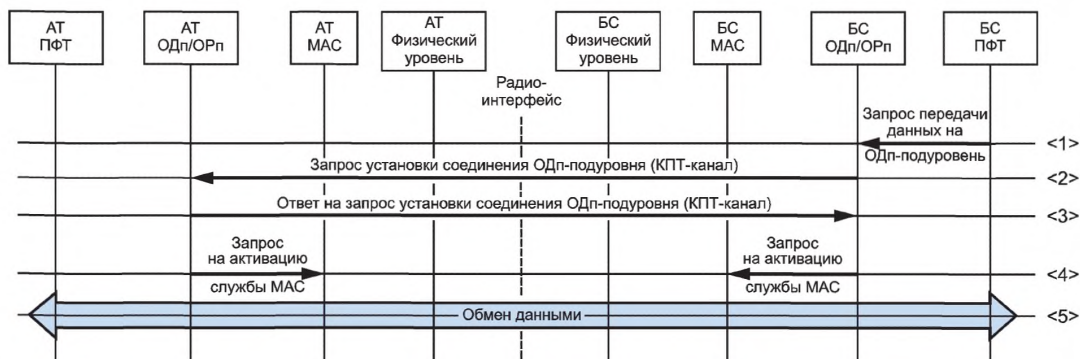 АТ
ПФТ
АТ
ОДп/ОРп
АТ
МАС
АТ
Физический
уровень
БС
Физический
уровень
БС
МАС
БС
ОДп/ОРп
БС
ПФТ
Радио-
интерфейс
Запрос передачи
данных на
ОДп-подуровень
<1>
Запрос установки соединения ОДп-подуровня (КПТ-канал)
<2>
Ответ на запрос установки соединения ОДп-подуровня (КПТ-канал)
<3>
Запрос
на активацию
службы МАС
Запрос
на активацию
службы МАС
<4>
Обмен данными
<5>